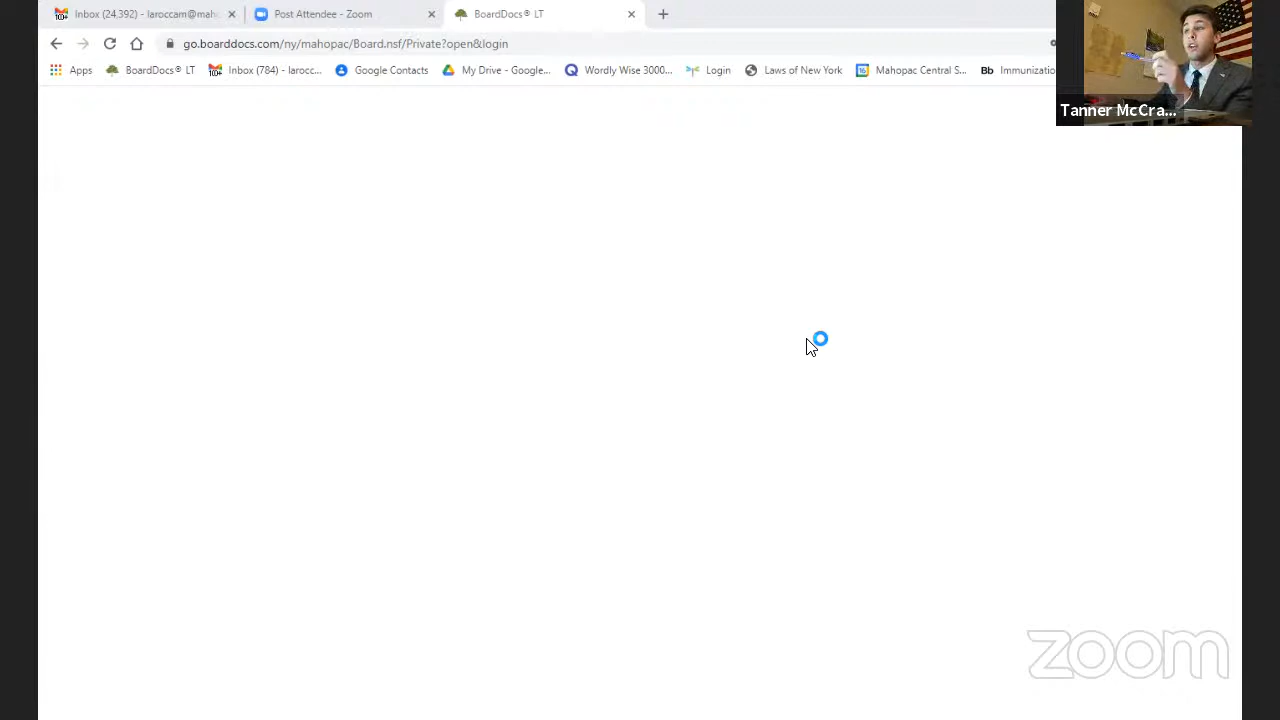 Inbox (24,392) - laroccam@mah
Post Attendee - Zoom
BoardDocs® LT
go.boarddocs.com/ny/mahopac/Board.nsf/Private?open&login
Apps
BoardDocs® LT
Inbox (784) - larocc...
Google Contacts
My Drive - Google...
Wordly Wise 3000...
Login
Laws of New York
16
Mahopac Central S...
Bb
Immunizatio
Tanner McCra...
zoom